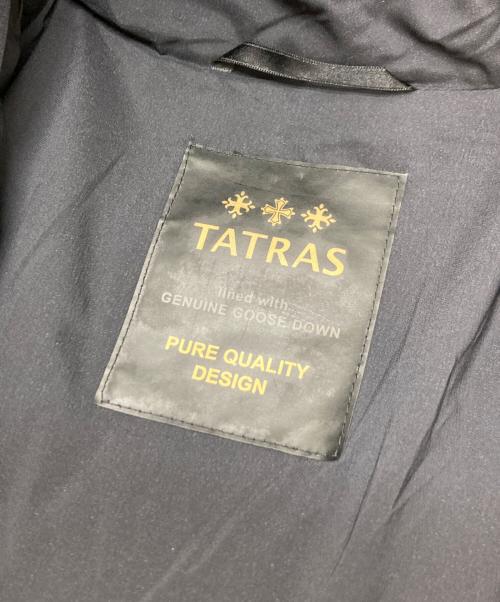 TATRAS
lined with
GENUINE GOOSE DOWN
PURE QUALITY
DESIGN